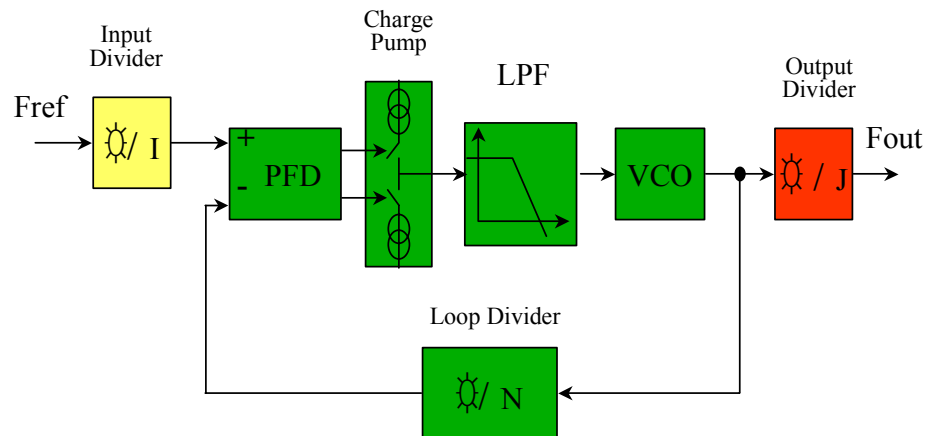 Input
Divider
Charge
Pump
LPF
Output
Divider
Fref
/ I
+
-
PFD
VCO
/ J
Fout
Loop Divider
/ N